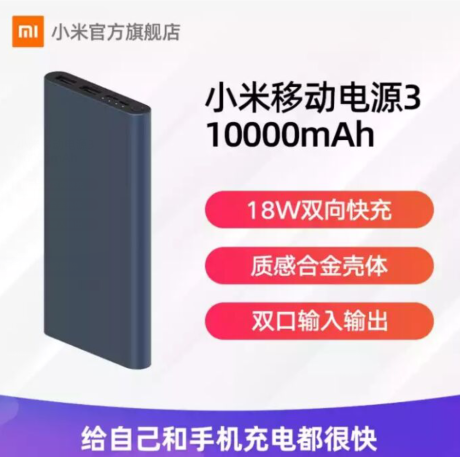 mi 小米官方旗舰店
小米移动电源3
10000mAh
18W双向快充
质感合金壳体
双口输入输出
给自己和手机充电都很快